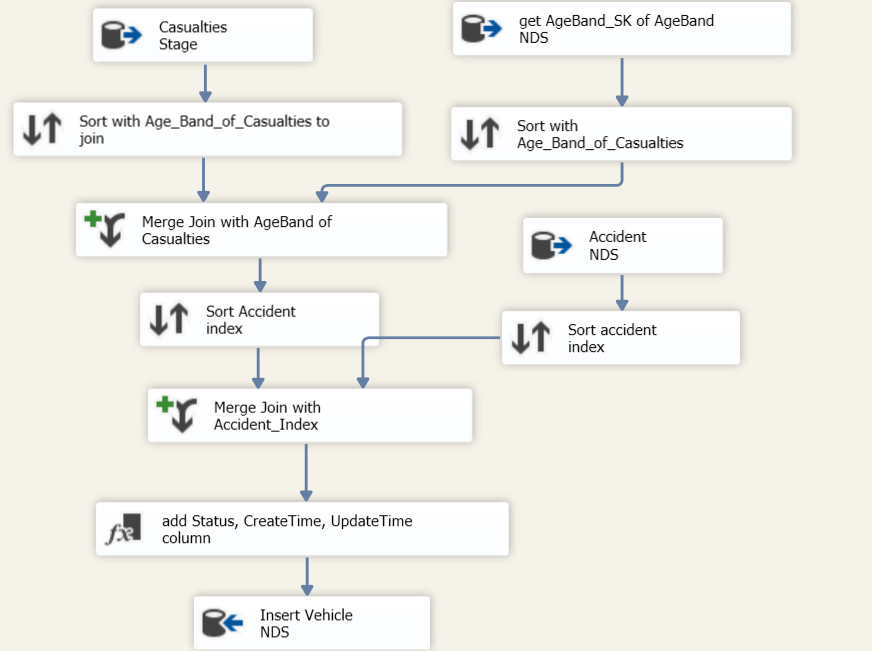 Casualties
Stage
get AgeBand_SK of AgeBand
NDS
Sort with Age_Band_of_Casualties to
join
Sort with
Age_Band_of_Casualties
Merge Join with AgeBand of
Casualties
Accident
NDS
Sort Accident
index
Sort accident
index
Merge Join with
Accident_Index
fx
add Status, CreateTime, UpdateTime
column
Insert Vehicle
NDS